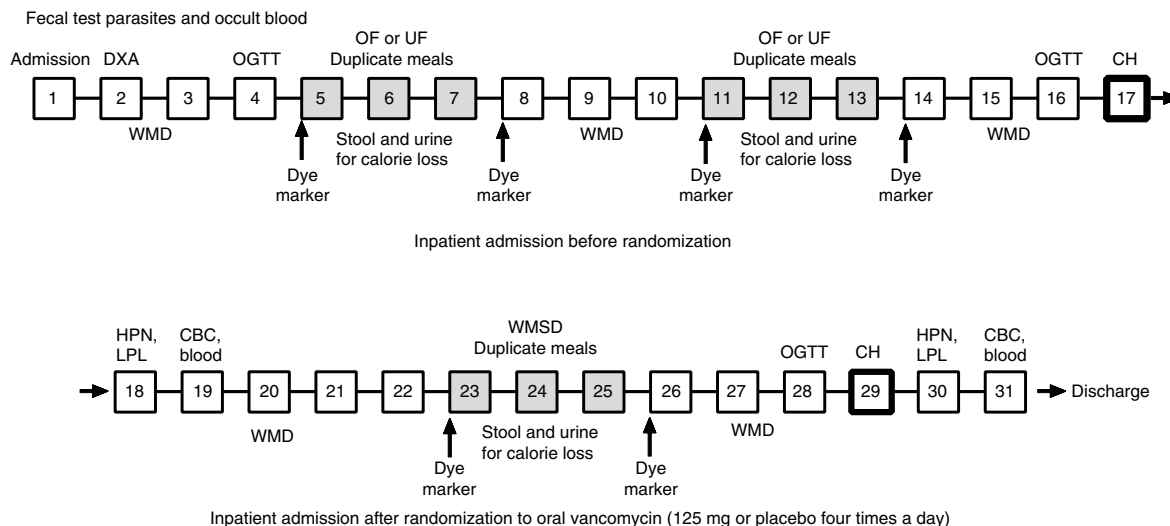 Fecal test parasites and occult blood
OF or UF
Duplicate meals
OF or UF
Duplicate meals
Admission DXA OGTT OGTT CH
1 2 3 4 5 6 7 8 9 10 11 12 13 14 15 16 17
WMD
Stool and urine
for calorie loss
WMD
Stool and urine
for calorie loss
WMD
Dye
marker
Dye
marker
Dye
marker
Dye
marker
Inpatient admission before randomization
HPN,
LPL
CBC,
blood
WMSD
Duplicate meals
OGTT
CH
HPN,
LPL
CBC,
blood
18 19 20 21 22 23 24 25 26 27 28 29 30 31 Discharge
WMD
Stool and urine
for calorie loss
WMD
Dye
marker
Dye
marker
Inpatient admission after randomization to oral vancomycin (125 mg or placebo four times a day)